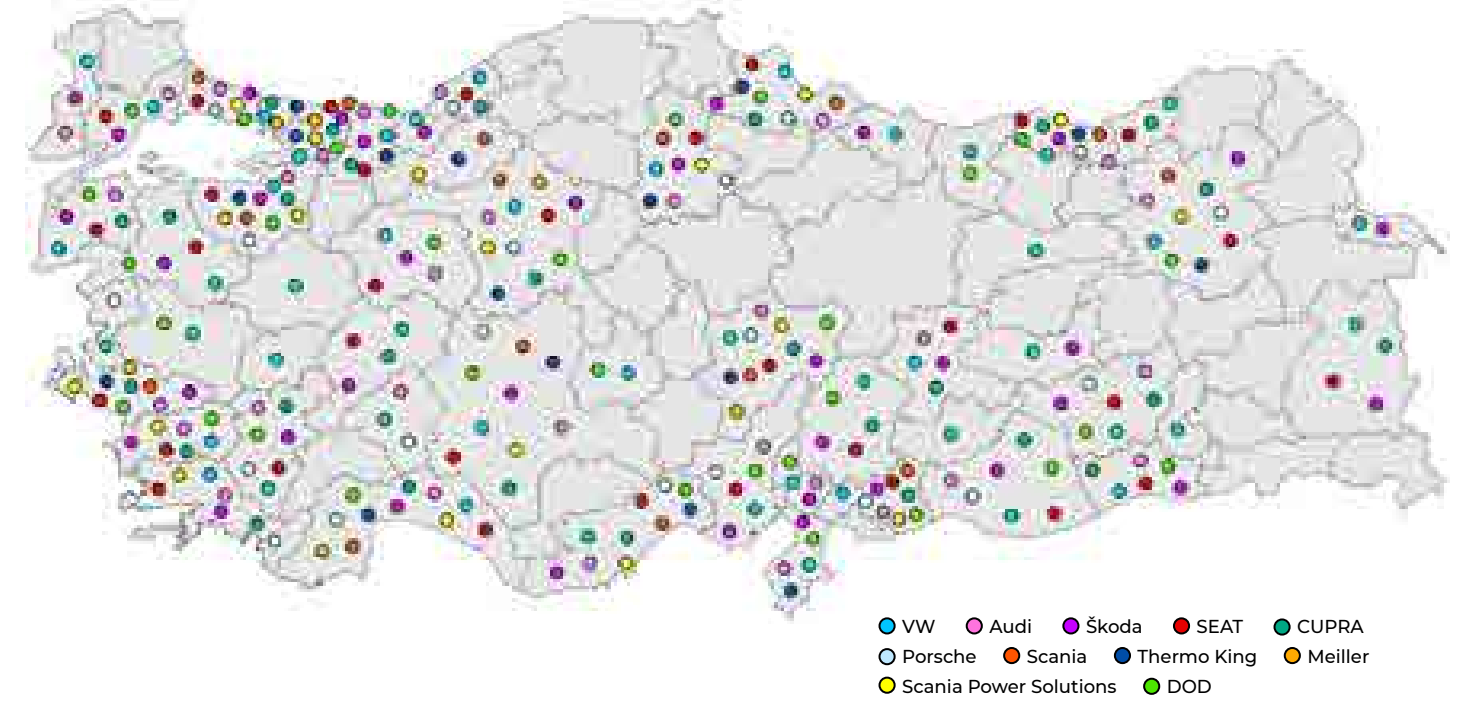 VW Audi Škoda SEAT CUPRA
Porsche Scania Thermo King Meiller
Scania Power Solutions DOD